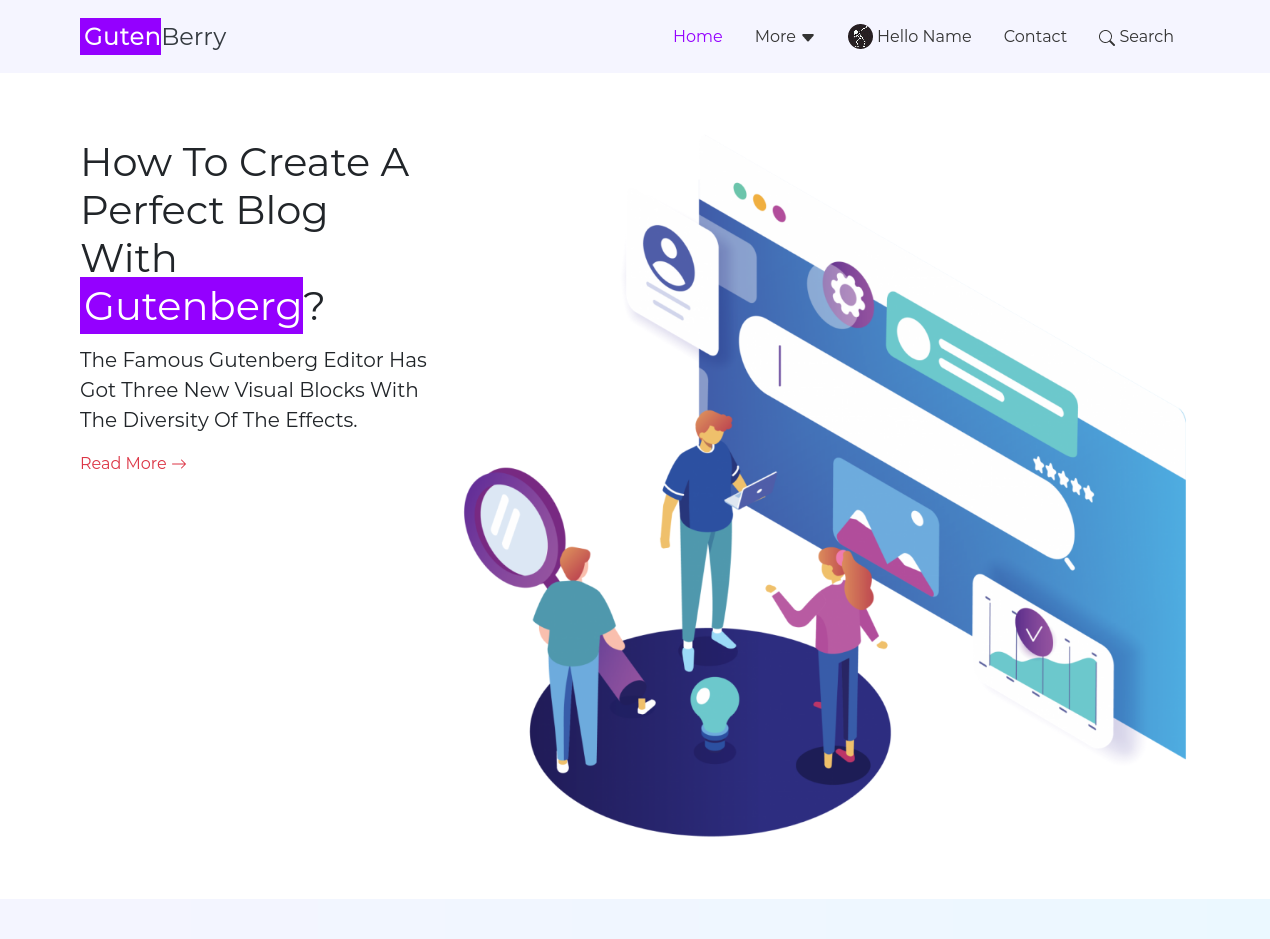 GutenBerry
Home
More
Hello Name
Contact
Search
How To Create A
Perfect Blog
With
Gutenberg?
The Famous Gutenberg Editor Has
Got Three New Visual Blocks With
The Diversity Of The Effects.
Read More →